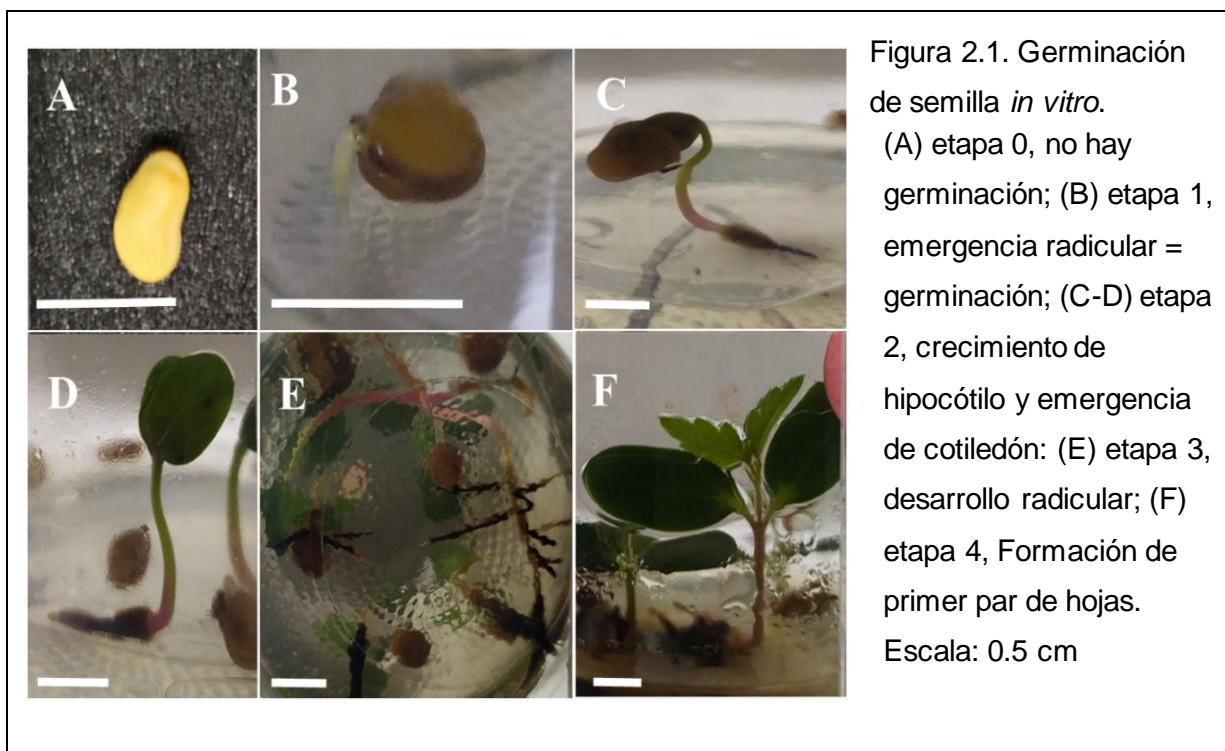 A
B
C
D
E
F
Figura 2.1. Germinación
de semilla in vitro.
(A) etapa 0, no hay
germinación; (B) etapa 1,
emergencia radicular =
germinación; (C-D) etapa
2, crecimiento de
hipocótilo y emergencia
de cotiledón: (E) etapa 3,
desarrollo radicular; (F)
etapa 4, Formación de
primer par de hojas.
Escala: 0.5 cm